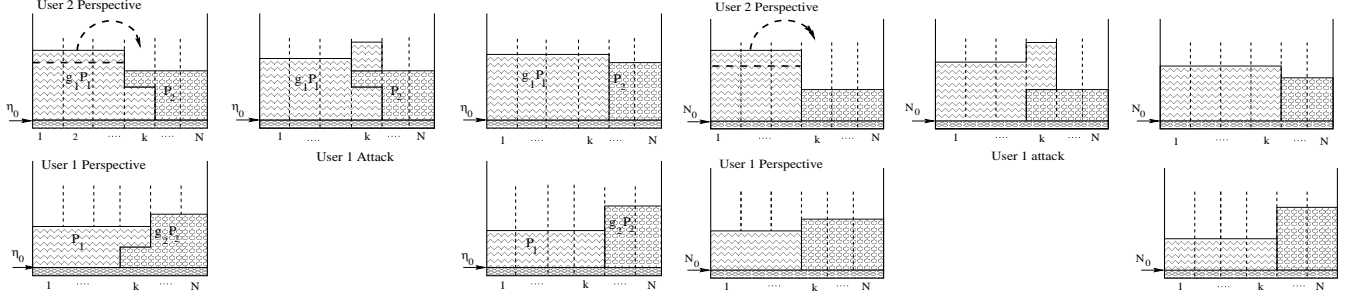 User 2 Perspective
g1P1
P2
η0
1 2 .... k .... N
g1P1
P2
1 .... k .... N
User 1 Attack
g1P1
P2
η0
1 .... k .... N
User 2 Perspective
N0
1 .... k .... N
1 k .... N
User 1 attack
N0
1 .... k .... N
User 1 Perspective
P1
g2P2
η0
1 .... k .... N
P1
g2P2
η0
1 .... k .... N
User 1 Perspective
N0
1 .... k .... N
N0
1 .... k .... N